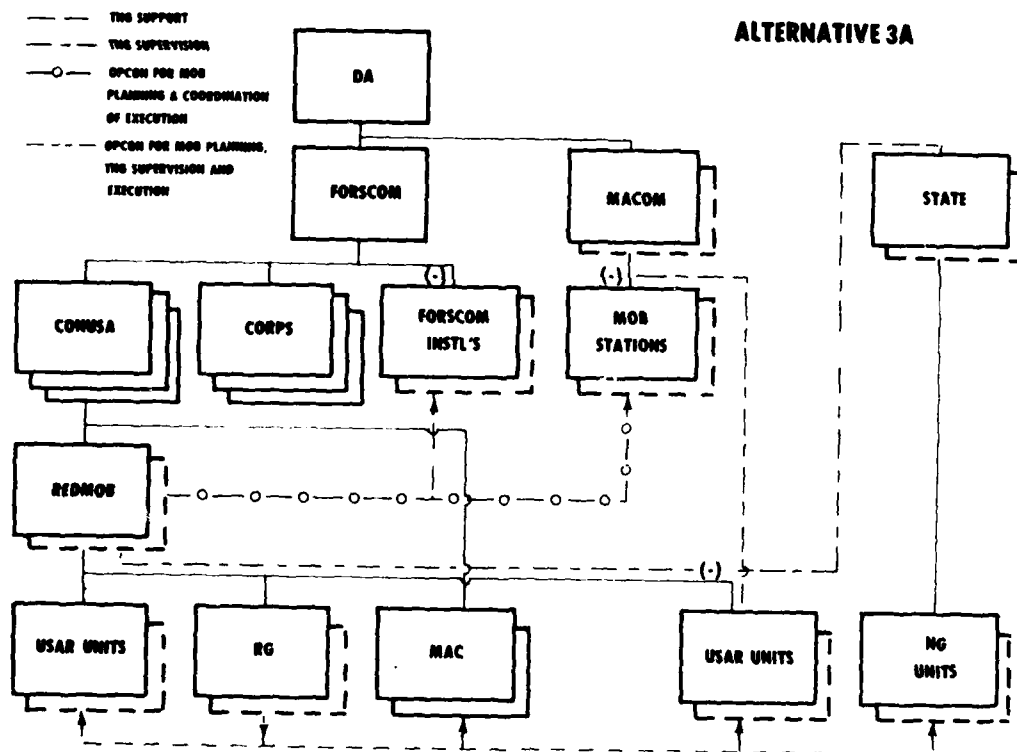 ALTERNATIVE 3A
TNG SUPPORT
TNG SUPERVISION
OPCON FOR MOB
PLANNING & COORDINATION
OF EXECUTION
OPCON FOR MOB PLANNING,
TNG SUPERVISION AND
EXECUTION
DA
FORSCOM
MACOM
STATE
(-)
(-)
CONUSA
CORPS
FORSCOM
INSTL'S
MOB
STATIONS
REDMOB
(-)
USAR UNITS
RG
MAC
USAR UNITS
NG
UNITS